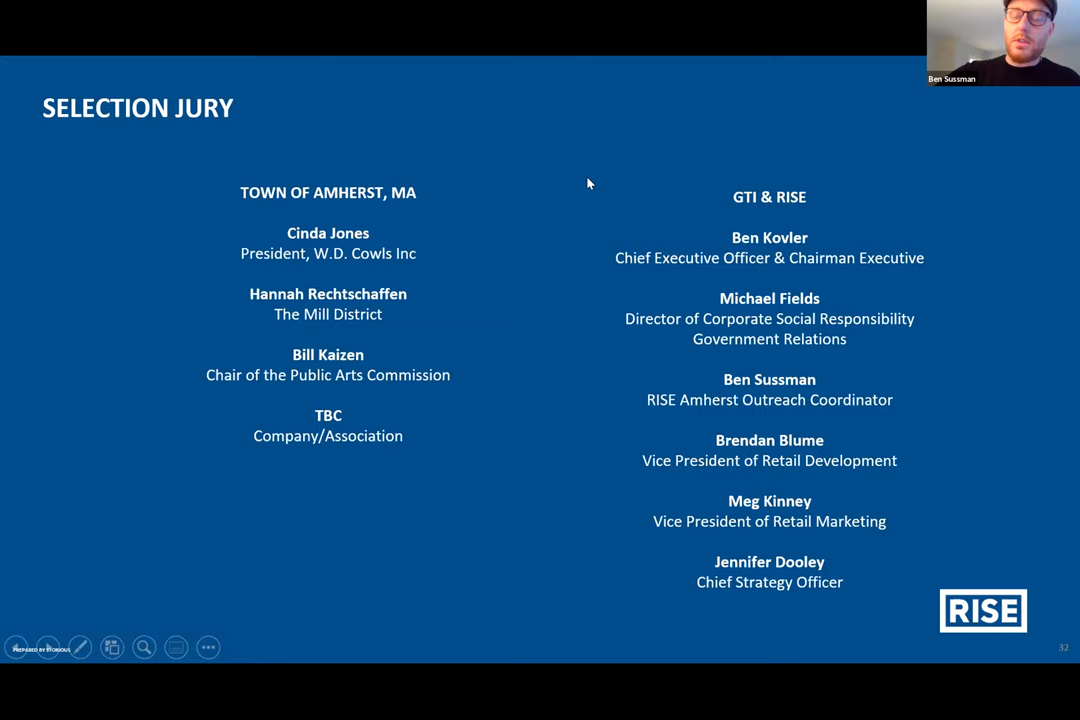 Ben Sussman
SELECTION JURY
TOWN OF AMHERST, MA
Cinda Jones
President, W.D. Cowls Inc
Hannah Rechtschaffen
The Mill District
Bill Kaizen
Chair of the Public Arts Commission
TBC
Company/Association
GTI & RISE
Ben Kovler
Chief Executive Officer & Chairman Executive
Michael Fields
Director of Corporate Social Responsibility
Government Relations
Ben Sussman
RISE Amherst Outreach Coordinator
Brendan Blume
Vice President of Retail Development
Meg Kinney
Vice President of Retail Marketing
Jennifer Dooley
Chief Strategy Officer
RISE
PREPARED BY STORIOUS
32